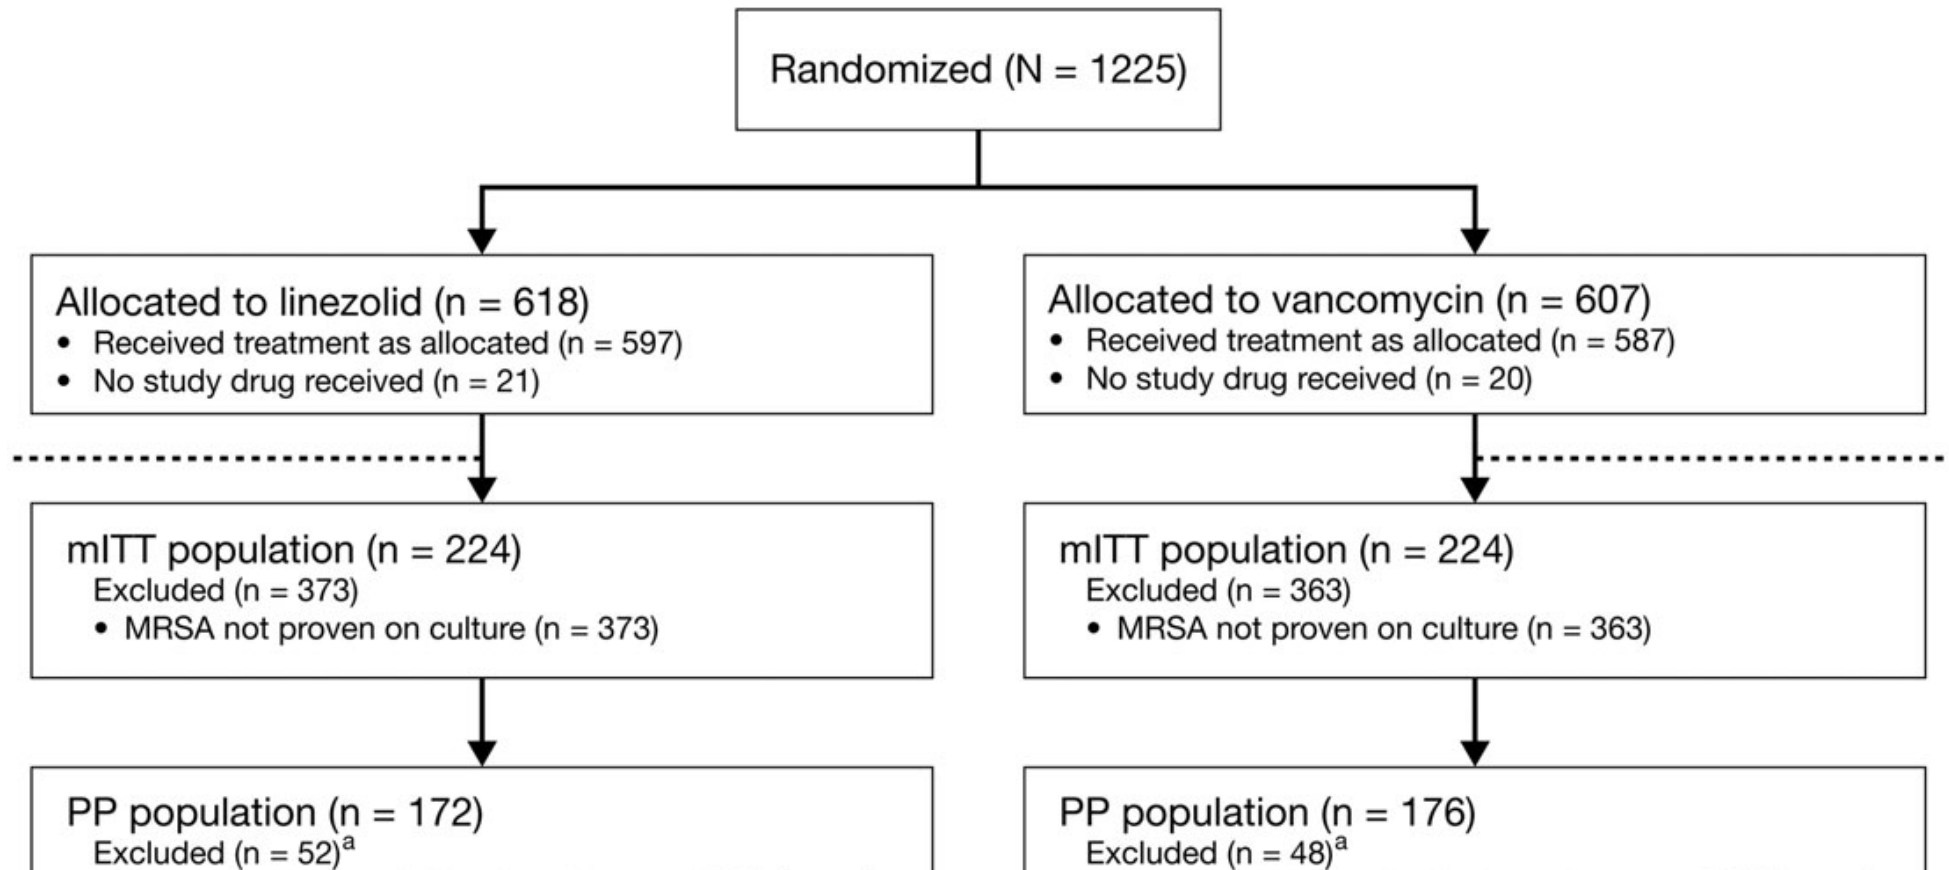 Randomized (N = 1225)
Allocated to linezolid (n = 618)
• Received treatment as allocated (n = 597)
• No study drug received (n = 21)
Allocated to vancomycin (n = 607)
• Received treatment as allocated (n = 587)
• No study drug received (n = 20)
mITT population (n = 224)
Excluded (n = 373)
• MRSA not proven on culture (n = 373)
mITT population (n = 224)
Excluded (n = 363)
• MRSA not proven on culture (n = 363)
PP population (n = 172)
Excluded (n = 52)ᵃ
PP population (n = 176)
Excluded (n = 48)ᵃ